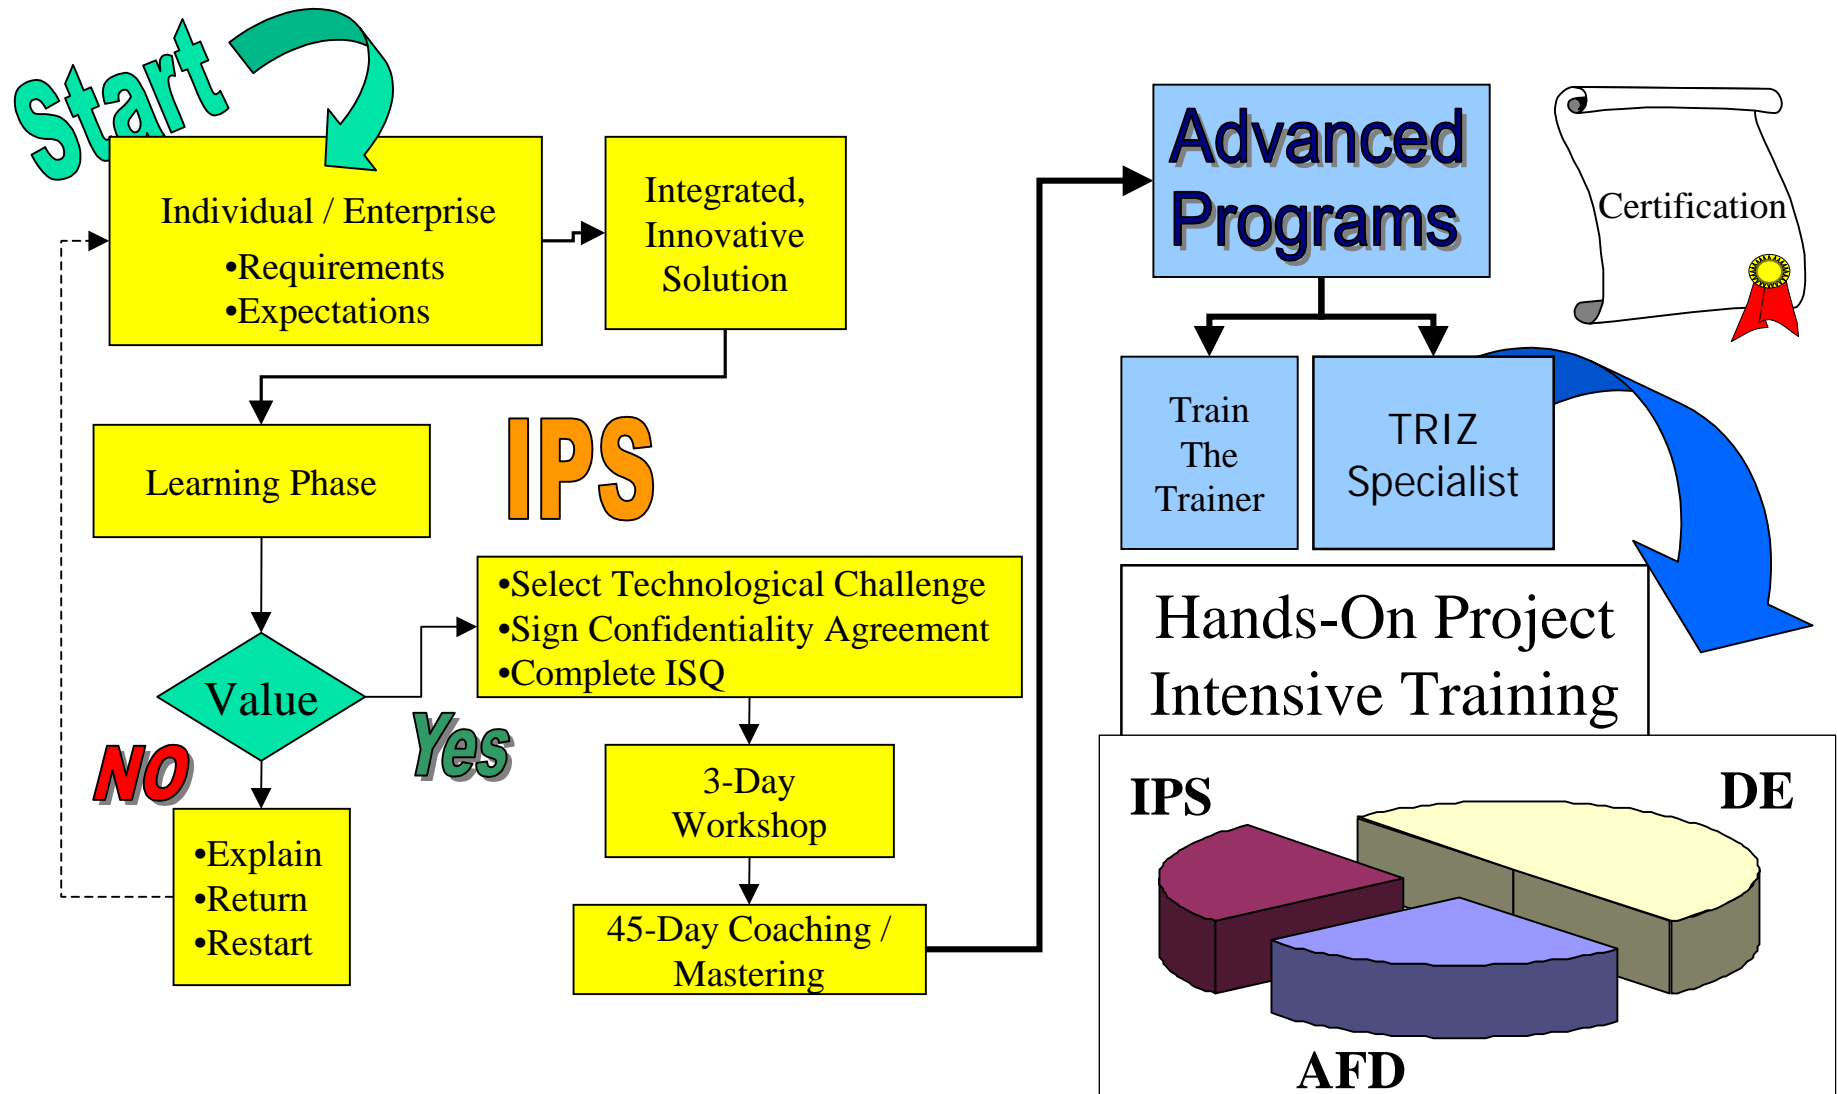 Start
Individual / Enterprise
•Requirements
•Expectations
Integrated,
Innovative
Solution
Learning Phase
IPS
Value
NO
Yes
•Explain
•Return
•Restart
•Select Technological Challenge
•Sign Confidentiality Agreement
•Complete ISQ
3-Day
Workshop
45-Day Coaching /
Mastering
Advanced
Programs
Certification
Train
The
Trainer
TRIZ
Specialist
Hands-On Project
Intensive Training
IPS
DE
AFD